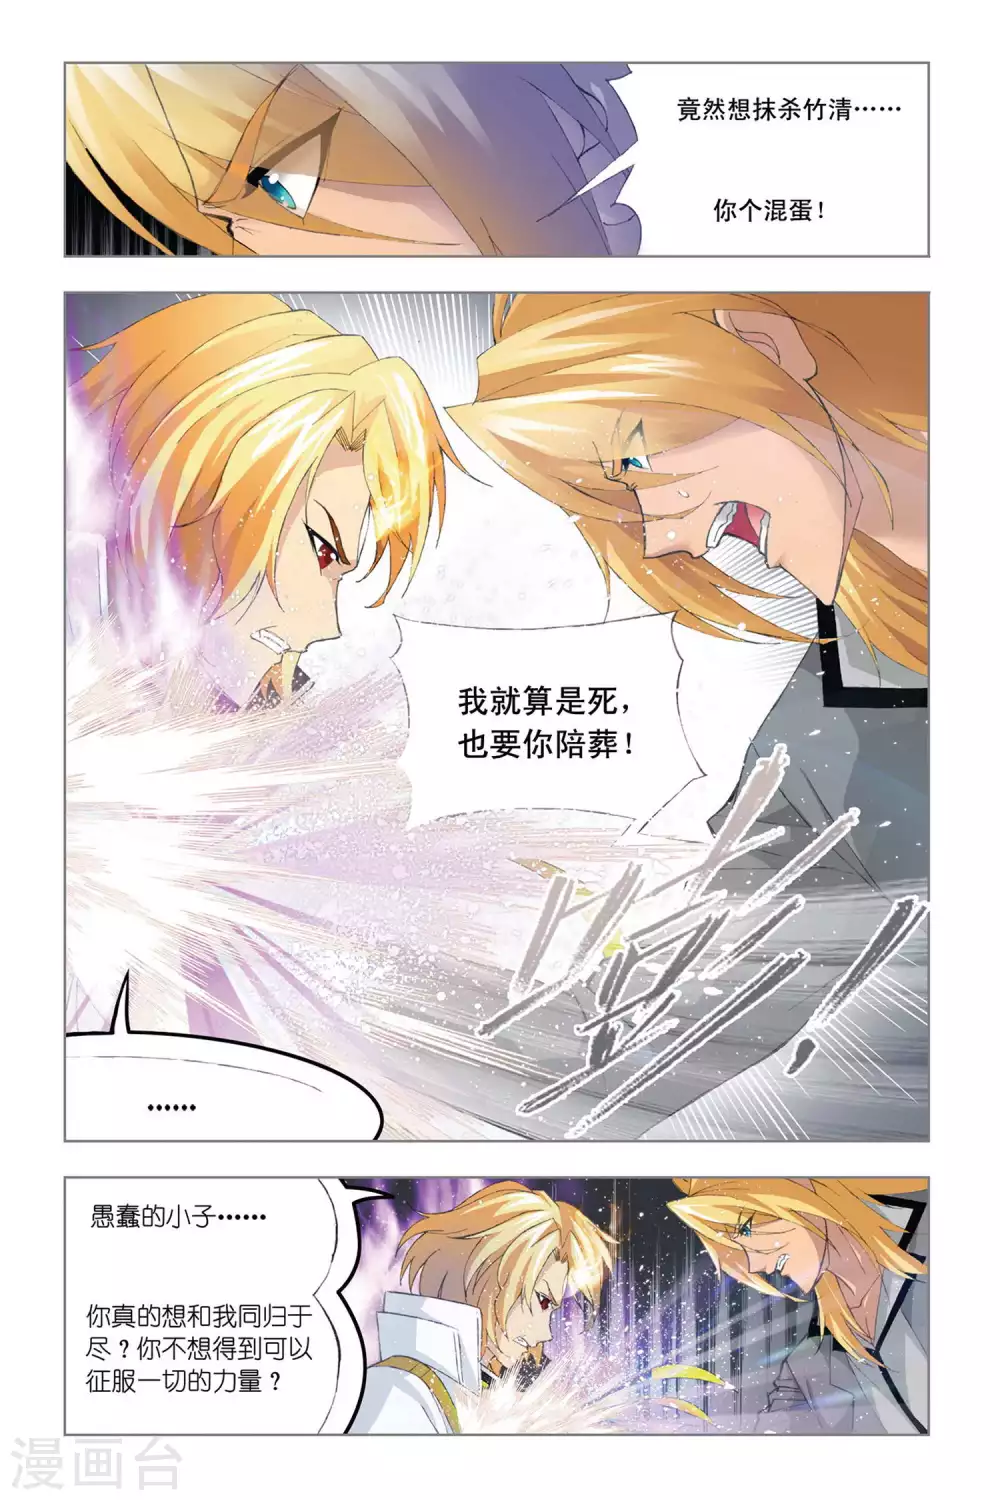 竟然想抹杀竹清……
你个混蛋！
我就算是死，
也要你陪葬！
……
愚蠢的小子……
你真的想和我同归于
尽？你不想得到可以
征服一切的力量？
漫画台